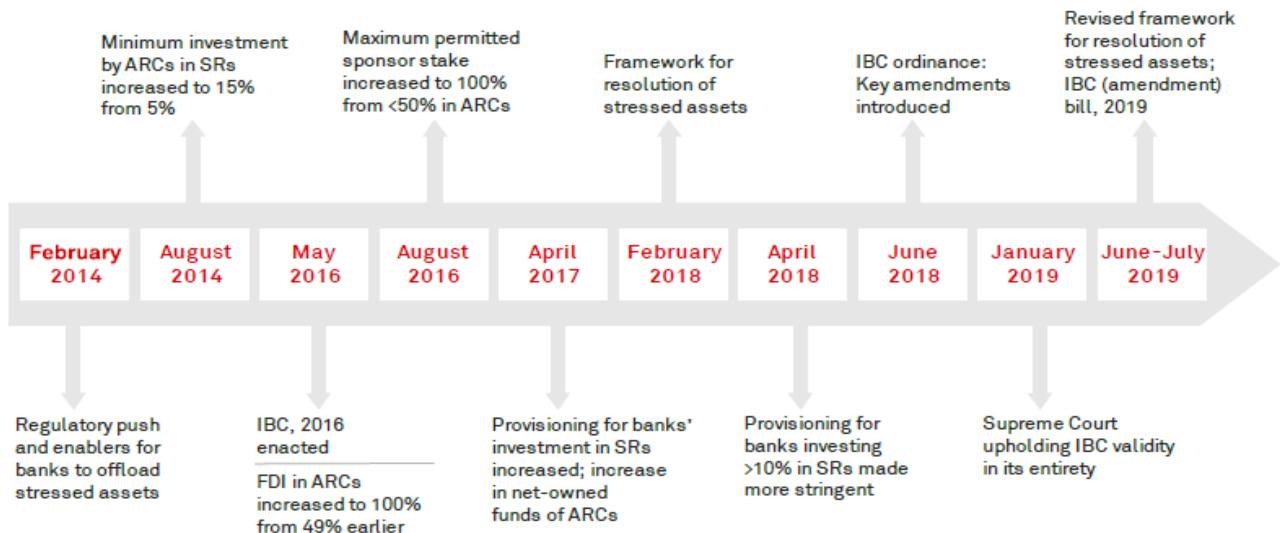 Minimum investment
by ARCs in SRs
increased to 15%
from 5%
Maximum permitted
sponsor stake
increased to 100%
from <50% in ARCs
Framework for
resolution of
stressed assets
IBC ordinance:
Key amendments
introduced
Revised framework
for resolution of
stressed assets;
IBC (amendment)
bill, 2019
February
2014
August
2014
May
2016
August
2016
April
2017
February
2018
April
2018
June
2018
January
2019
June-July
2019
Regulatory push
and enablers for
banks to offload
stressed assets
IBC, 2016
enacted
FDI in ARCs
increased to 100%
from 49% earlier
Provisioning for banks'
investment in SRs
increased; increase
in net-owned
funds of ARCs
Provisioning for
banks investing
>10% in SRs made
more stringent
Supreme Court
upholding IBC validity
in its entirety